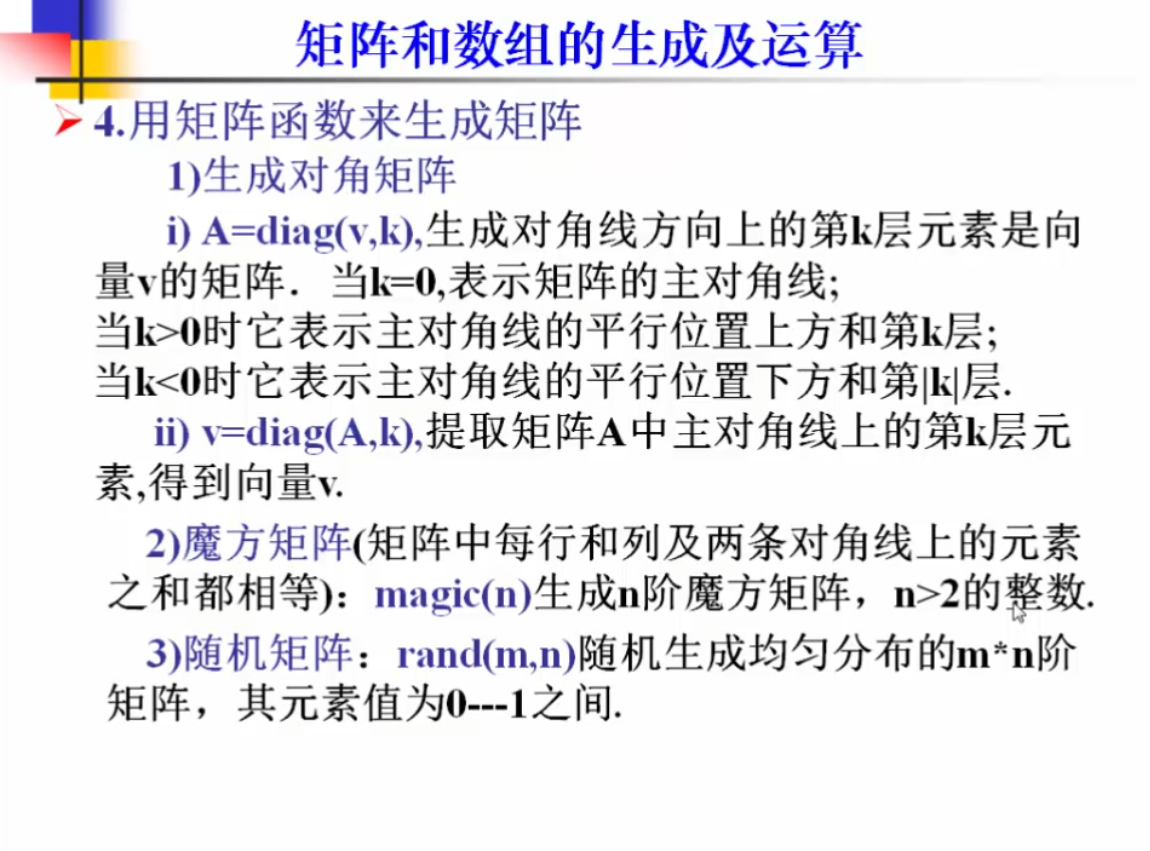 矩阵和数组的生成及运算
4.用矩阵函数来生成矩阵
1)生成对角矩阵
i) A=diag(v,k),生成对角线方向上的第k层元素是向
量v的矩阵． 当k=0,表示矩阵的主对角线;
当k>0时它表示主对角线的平行位置上方和第k层;
当k<0时它表示主对角线的平行位置下方和第|k|层.
ii) v=diag(A,k),提取矩阵A中主对角线上的第k层元
素,得到向量v.
2)魔方矩阵(矩阵中每行和列及两条对角线上的元素
之和都相等)：magic(n)生成n阶魔方矩阵，n>2的整数.
3)随机矩阵：rand(m,n)随机生成均匀分布的m*n阶
矩阵，其元素值为0---1之间.